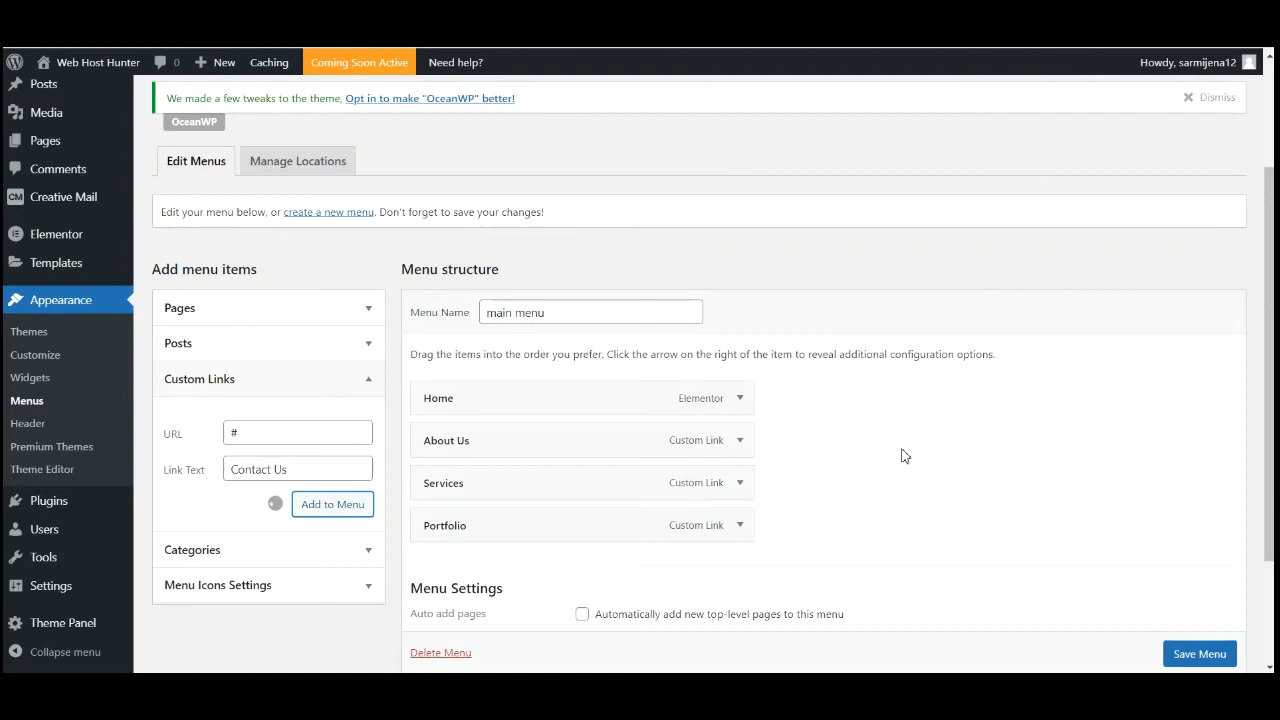 Web Host Hunter 0 New Caching Coming Soon Active Need help? Howdy, sarmijena12
Posts
Media
Pages
Comments
CM Creative Mail
Elementor
Templates
Appearance
Themes
Customize
Widgets
Menus
Header
Premium Themes
Theme Editor
Plugins
Users
Tools
Settings
Theme Panel
Collapse menu
We made a few tweaks to the theme, Opt in to make "OceanWP" better! Dismiss
OceanWP
Edit Menus Manage Locations
Edit your menu below, or create a new menu. Don't forget to save your changes!
Add menu items
Pages
Posts
Custom Links
URL #
Link Text Contact Us
Add to Menu
Categories
Menu Icons Settings
Menu structure
Menu Name main menu
Drag the items into the order you prefer. Click the arrow on the right of the item to reveal additional configuration options.
Home Elementor
About Us Custom Link
Services Custom Link
Portfolio Custom Link
Menu Settings
Auto add pages Automatically add new top-level pages to this menu
Delete Menu Save Menu